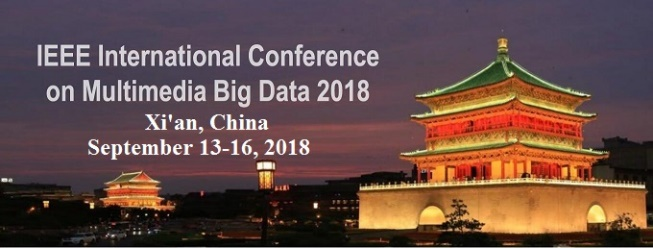 IEEE International Conference
on Multimedia Big Data 2018
Xi'an, China
September 13-16, 2018